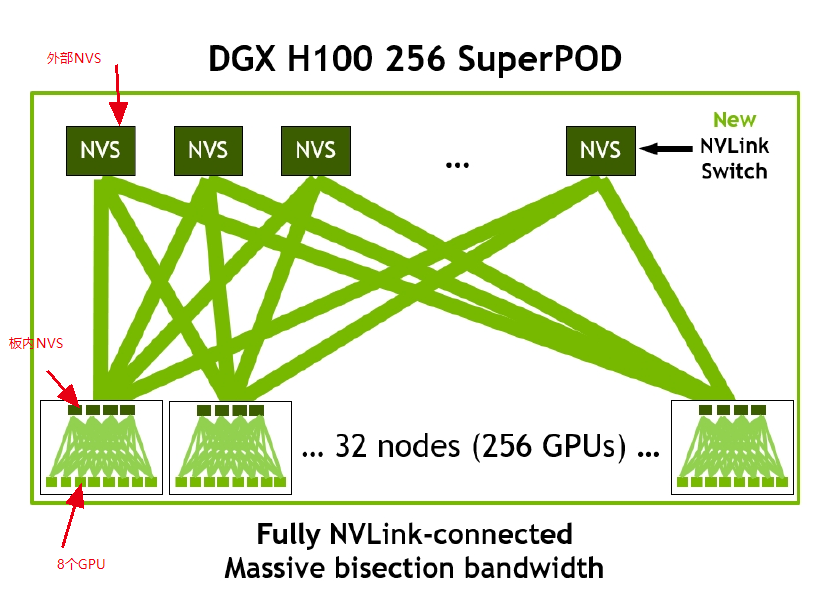 DGX H100 256 SuperPOD
外部NVS
NVS
NVS
NVS
...
NVS
New
NVLink
Switch
板内NVS
... 32 nodes (256 GPUs) ...
8个GPU
Fully NVLink-connected
Massive bisection bandwidth